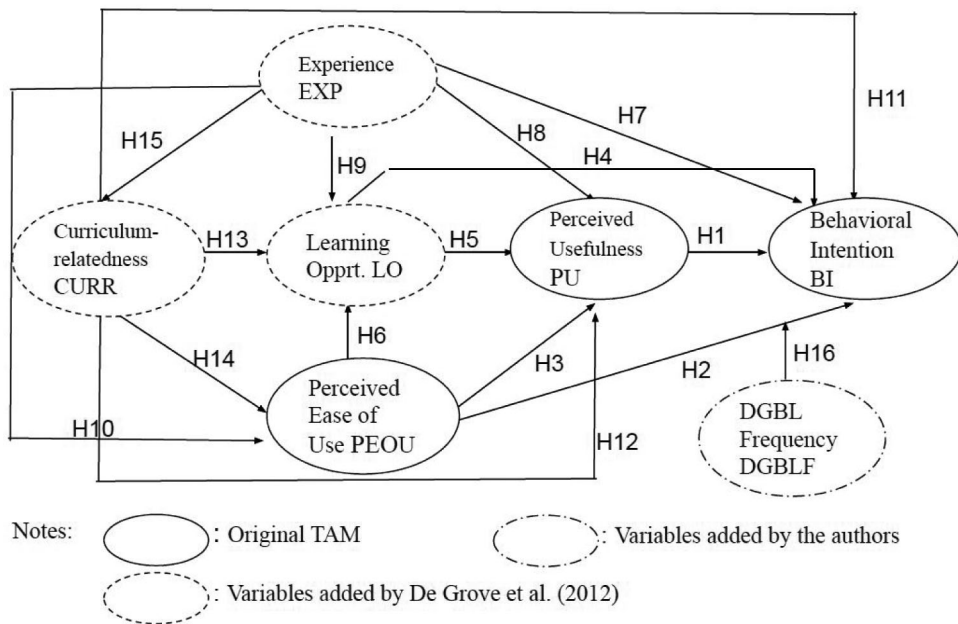 Experience
EXP
H11
H7
H8
H15
H4
H9
Curriculum-
relatedness
CURR
H13
Learning
Opprt. LO
H5
Perceived
Usefulness
PU
H1
Behavioral
Intention
BI
H6
H14
H3
H2
H16
Perceived
Ease of
Use PEOU
H10
H12
DGBL
Frequency
DGBLF
Notes:
: Original TAM
: Variables added by the authors
: Variables added by De Grove et al. (2012)